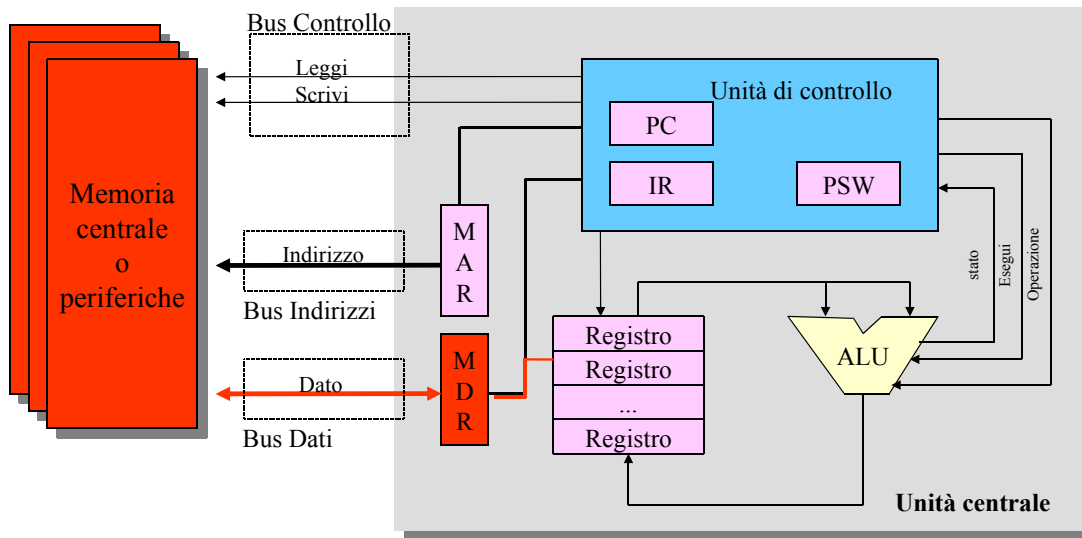 Bus Controllo
Leggi
Scrivi
Unità di controllo
PC
IR
PSW
Memoria
centrale
o
periferiche
M
A
R
Indirizzo
Bus Indirizzi
stato
Esegui
Operazione
Registro
Registro
...
Registro
ALU
M
D
R
Dato
Bus Dati
Unità centrale